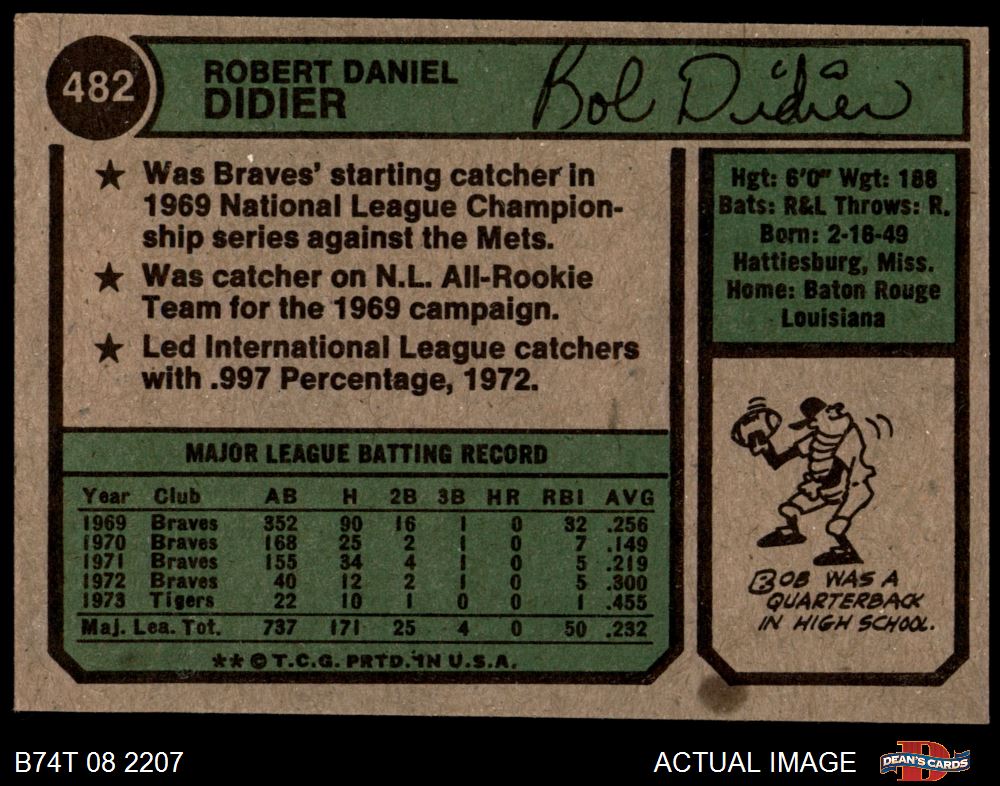 482
ROBERT DANIEL
DIDIER
Bob Didier
★ Was Braves' starting catcher in
1969 National League Champion-
ship series against the Mets.
★ Was catcher on N.L. All-Rookie
Team for the 1969 campaign.
★ Led International League catchers
with .997 Percentage, 1972.
Hgt: 6'0" Wgt: 188
Bats: R&L Throws: R.
Born: 2-16-49
Hattiesburg, Miss.
Home: Baton Rouge
Louisiana
MAJOR LEAGUE BATTING RECORD
Year Club AB H 2B 3B HR RBI AVG
1969 Braves 352 90 16 1 0 32 .256
1970 Braves 168 25 2 1 0 7 .149
1971 Braves 155 34 4 1 0 5 .219
1972 Braves 40 12 2 1 0 5 .300
1973 Tigers 22 10 1 0 0 1 .455
Maj. Lea. Tot. 737 171 25 4 0 50 .232
** © T.C.G. PRTD. IN U.S.A.
BOB WAS A
QUARTERBACK
IN HIGH SCHOOL.
B74T 08 2207
ACTUAL IMAGE
D
DEAN'S CARDS